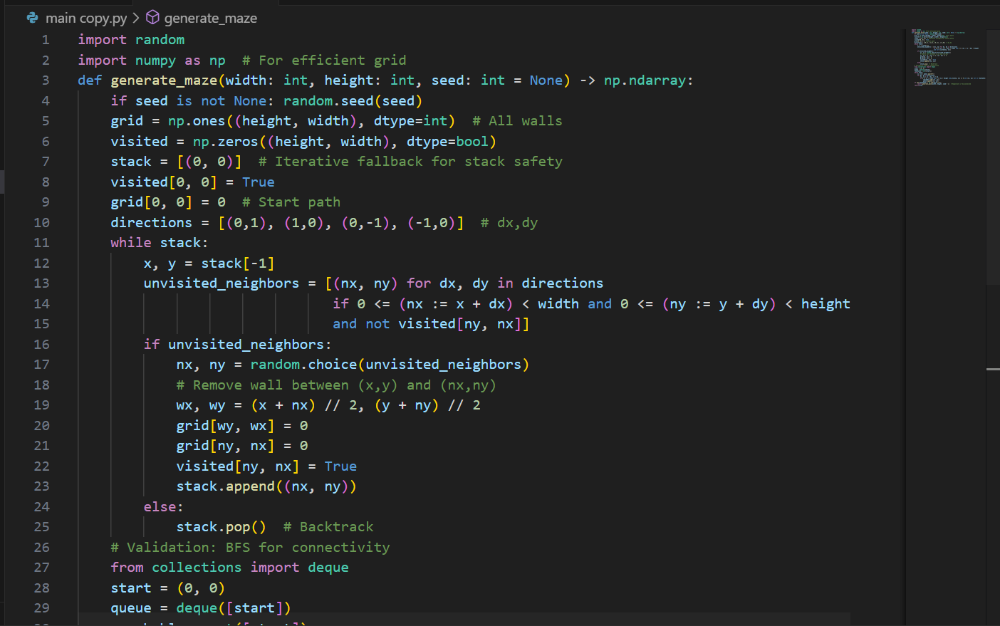 main copy.py > generate_maze
1 import random
2 import numpy as np  # For efficient grid
3 def generate_maze(width: int, height: int, seed: int = None) -> np.ndarray:
4     if seed is not None: random.seed(seed)
5     grid = np.ones((height, width), dtype=int)  # All walls
6     visited = np.zeros((height, width), dtype=bool)
7     stack = [(0, 0)]  # Iterative fallback for stack safety
8     visited[0, 0] = True
9     grid[0, 0] = 0  # Start path
10     directions = [(0,1), (1,0), (0,-1), (-1,0)]  # dx,dy
11     while stack:
12         x, y = stack[-1]
13         unvisited_neighbors = [(nx, ny) for dx, dy in directions
14                                if 0 <= (nx := x + dx) < width and 0 <= (ny := y + dy) < height
15                                and not visited[ny, nx]]
16         if unvisited_neighbors:
17             nx, ny = random.choice(unvisited_neighbors)
18             # Remove wall between (x,y) and (nx,ny)
19             wx, wy = (x + nx) // 2, (y + ny) // 2
20             grid[wy, wx] = 0
21             grid[ny, nx] = 0
22             visited[ny, nx] = True
23             stack.append((nx, ny))
24         else:
25             stack.pop()  # Backtrack
26     # Validation: BFS for connectivity
27     from collections import deque
28     start = (0, 0)
29     queue = deque([start])